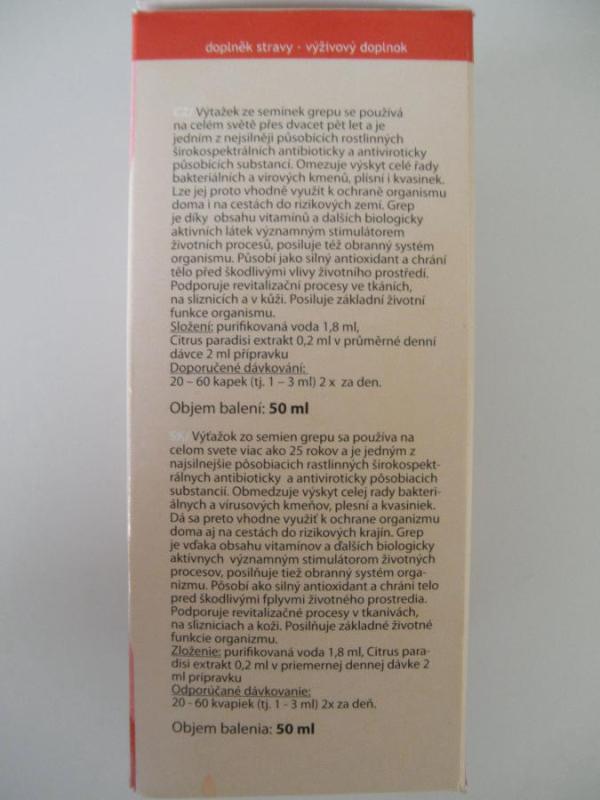 doplněk stravy · výživový doplnok
CZ/ Výtažek ze semínek grepu se používá
na celém světě přes dvacet pět let a je
jedním z nejsilněji působících rostlinných
širokospektrálních antibioticky a antiviroticky
působících substancí. Omezuje výskyt celé řady
bakteriálních a virových kmenů, plísní i kvasinek.
Lze jej proto vhodně využít k ochraně organismu
doma i na cestách do rizikových zemí. Grep
je díky obsahu vitamínů a dalších biologicky
aktivních látek významným stimulátorem
životních procesů, posiluje též obranný systém
organismu. Působí jako silný antioxidant a chrání
tělo před škodlivými vlivy životního prostředí.
Podporuje revitalizační procesy ve tkáních,
na sliznicích a v kůži. Posiluje základní životní
funkce organismu.
Složení: purifikovaná voda 1,8 ml,
Citrus paradisi extrakt 0,2 ml v průměrné denní
dávce 2 ml přípravku
Doporučené dávkování:
20 – 60 kapek (tj. 1 – 3 ml) 2 x za den.
Objem balení: 50 ml
SK/ Výťažok zo semien grepu sa používa na
celom svete viac ako 25 rokov a je jedným z
najsilnejšie pôsobiacich rastlinných širokospekt-
rálnych antibioticky a antiviroticky pôsobiacich
substancií. Obmedzuje výskyt celej rady bakteri-
álnych a vírusových kmeňov, plesní a kvasiniek.
Dá sa preto vhodne využiť k ochrane organizmu
doma aj na cestách do rizikových krajín. Grep
je vďaka obsahu vitamínov a ďalších biologicky
aktívnych významným stimulátorom životných
procesov, posilňuje tiež obranný systém orga-
nizmu. Pôsobí ako silný antioxidant a chráni telo
pred škodlivými fplyvmi životného prostredia.
Podporuje revitalizačné procesy v tkanivách,
na slizniciach a koži. Posilňuje základné životné
funkcie organizmu.
Zloženie: purifikovaná voda 1,8 ml, Citrus para-
disi extrakt 0,2 ml v priemernej dennej dávke 2
ml prípravku
Odporúčané dávkovanie:
20 - 60 kvapiek (tj. 1 - 3 ml) 2x za deň.
Objem balenia: 50 ml